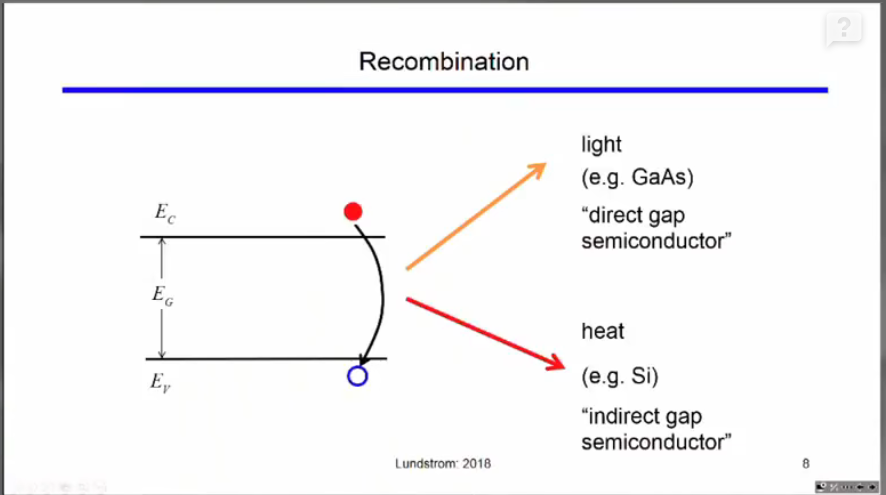 Recombination
light
(e.g. GaAs)
“direct gap
semiconductor”
E_C
E_G
E_V
heat
(e.g. Si)
“indirect gap
semiconductor”
Lundstrom: 2018
8
?